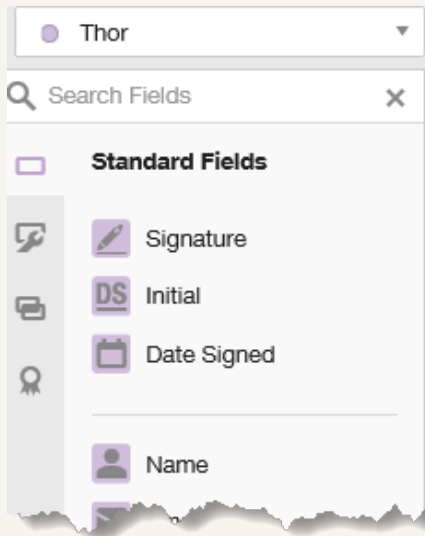 Thor
Search Fields
Standard Fields
Signature
DS Initial
Date Signed
Name